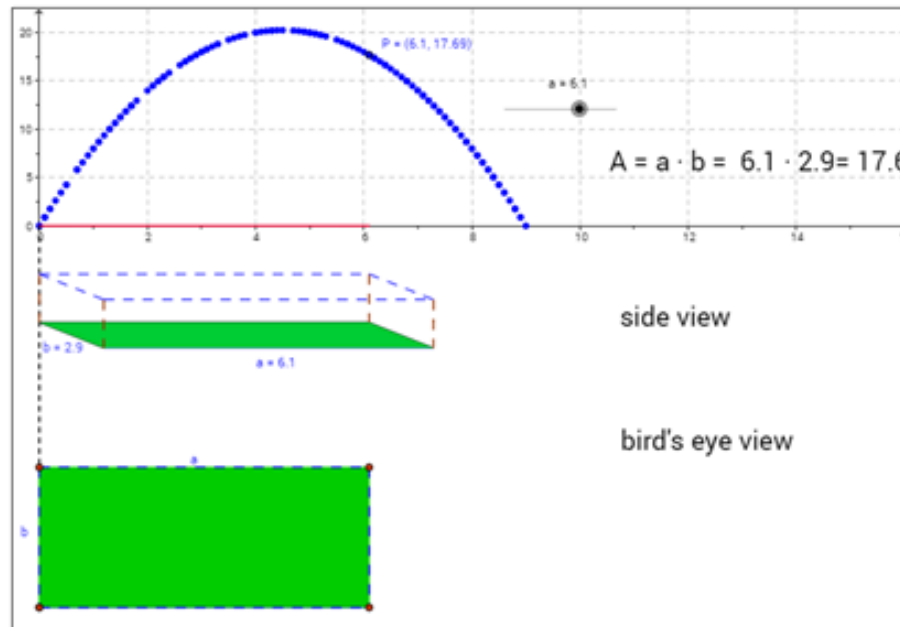 20
P = (6.1, 17.69)
a = 6.1
15
10
A = a · b = 6.1 · 2.9= 17.6
5
0
0 2 4 6 8 10 12 14
side view
b = 2.9
a = 6.1
bird's eye view
a
b